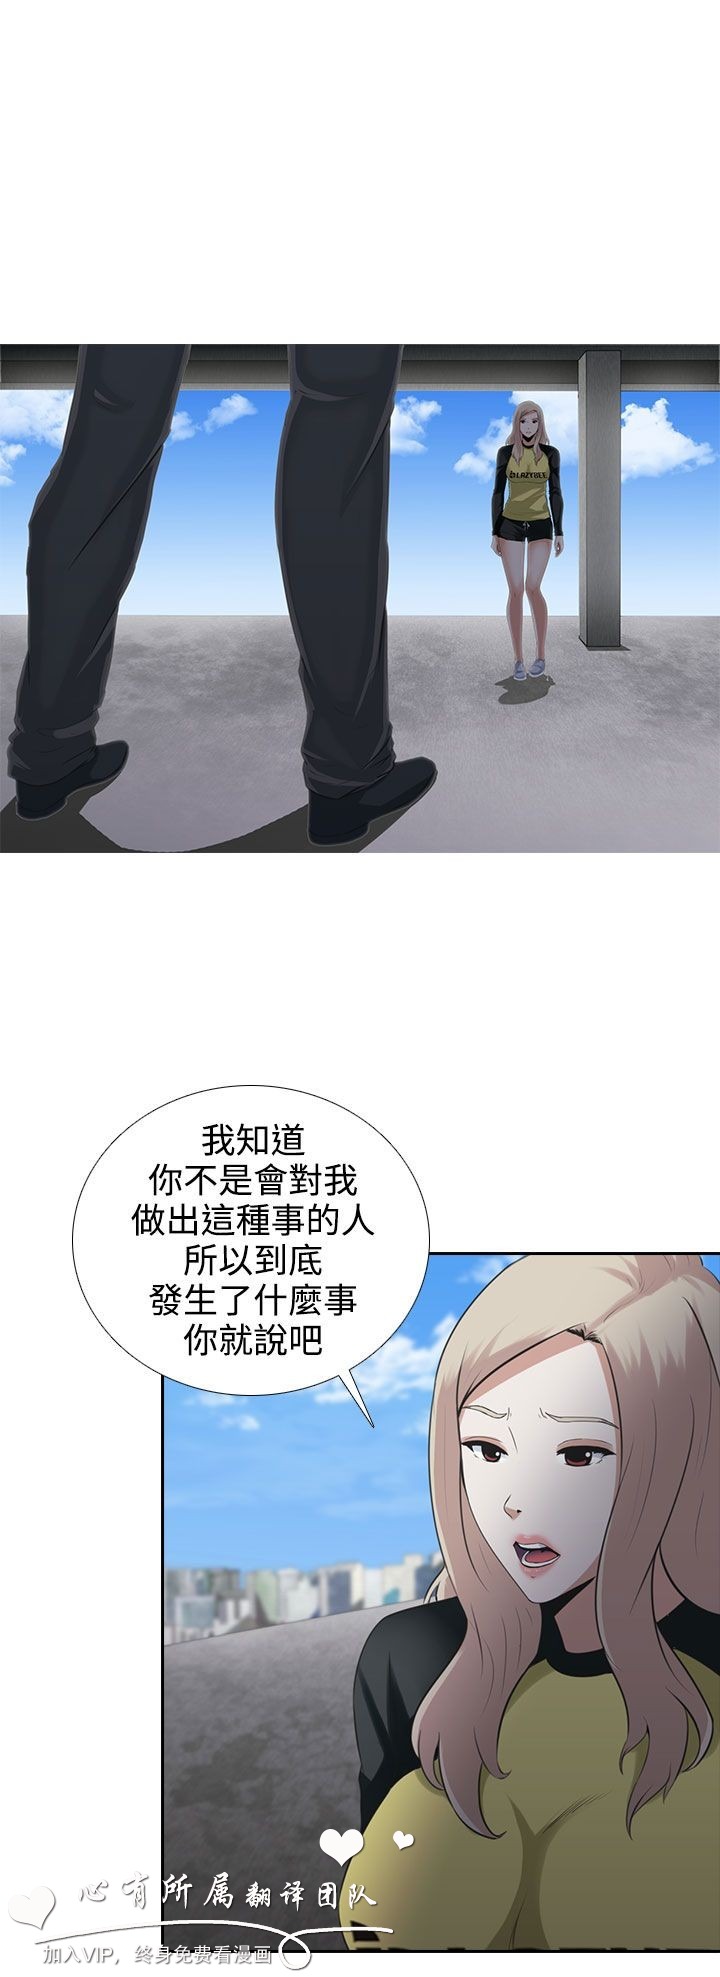 LAZYBEE
我知道
你不是會對我
做出這種事的人
所以到底
發生了什麼事
你就說吧
心有所属翻译团队
加入VIP，终身免费看漫画